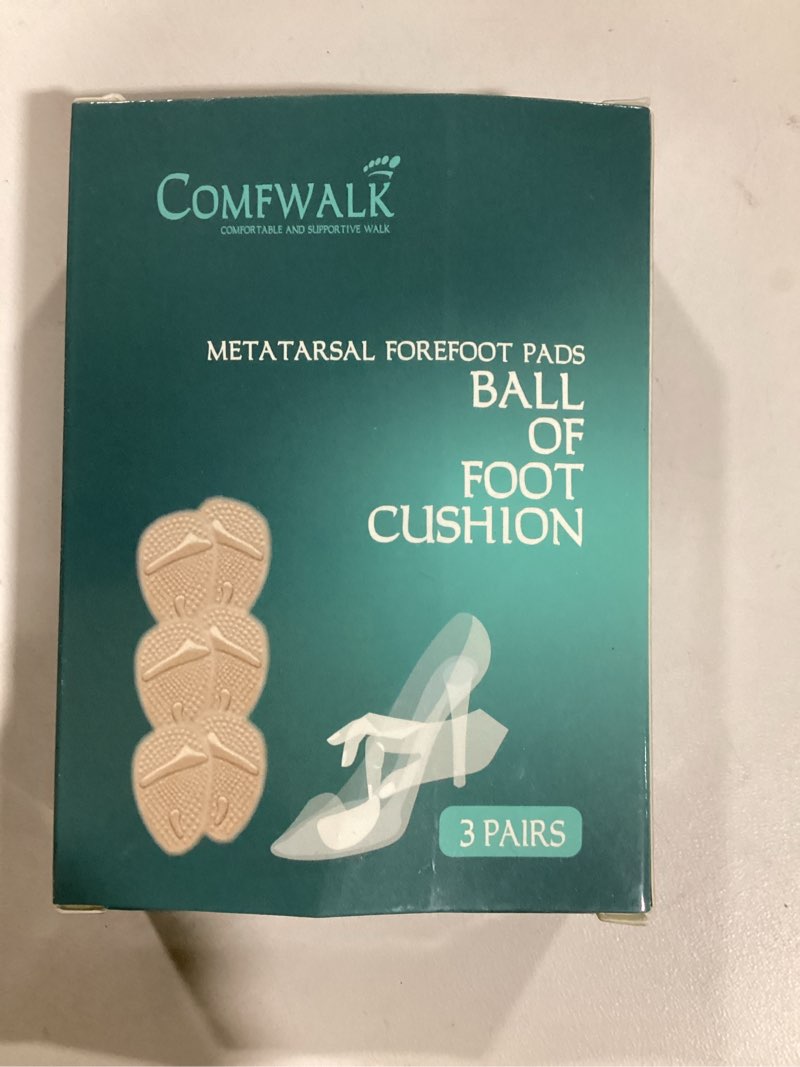 COMFWALK
COMFORTABLE AND SUPPORTIVE WALK
METATARSAL FOREFOOT PADS
BALL
OF
FOOT
CUSHION
3 PAIRS